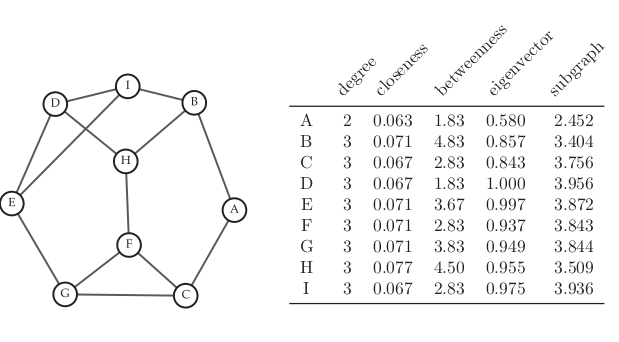 I
D
B
H
E
A
F
G
C
degree closeness betweenness eigenvector subgraph
A 2 0.063 1.83 0.580 2.452
B 3 0.071 4.83 0.857 3.404
C 3 0.067 2.83 0.843 3.756
D 3 0.067 1.83 1.000 3.956
E 3 0.071 3.67 0.997 3.872
F 3 0.071 2.83 0.937 3.843
G 3 0.071 3.83 0.949 3.844
H 3 0.077 4.50 0.955 3.509
I 3 0.067 2.83 0.975 3.936